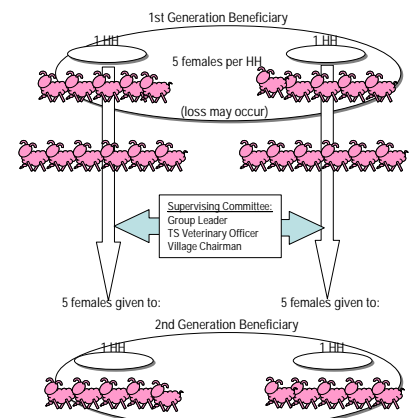 1st Generation Beneficiary
1 HH
1 HH
5 females per HH
(loss may occur)
Supervising Committee:
Group Leader
TS Veterinary Officer
Village Chairman
5 females given to:
5 females given to:
2nd Generation Beneficiary
1 HH
1 HH